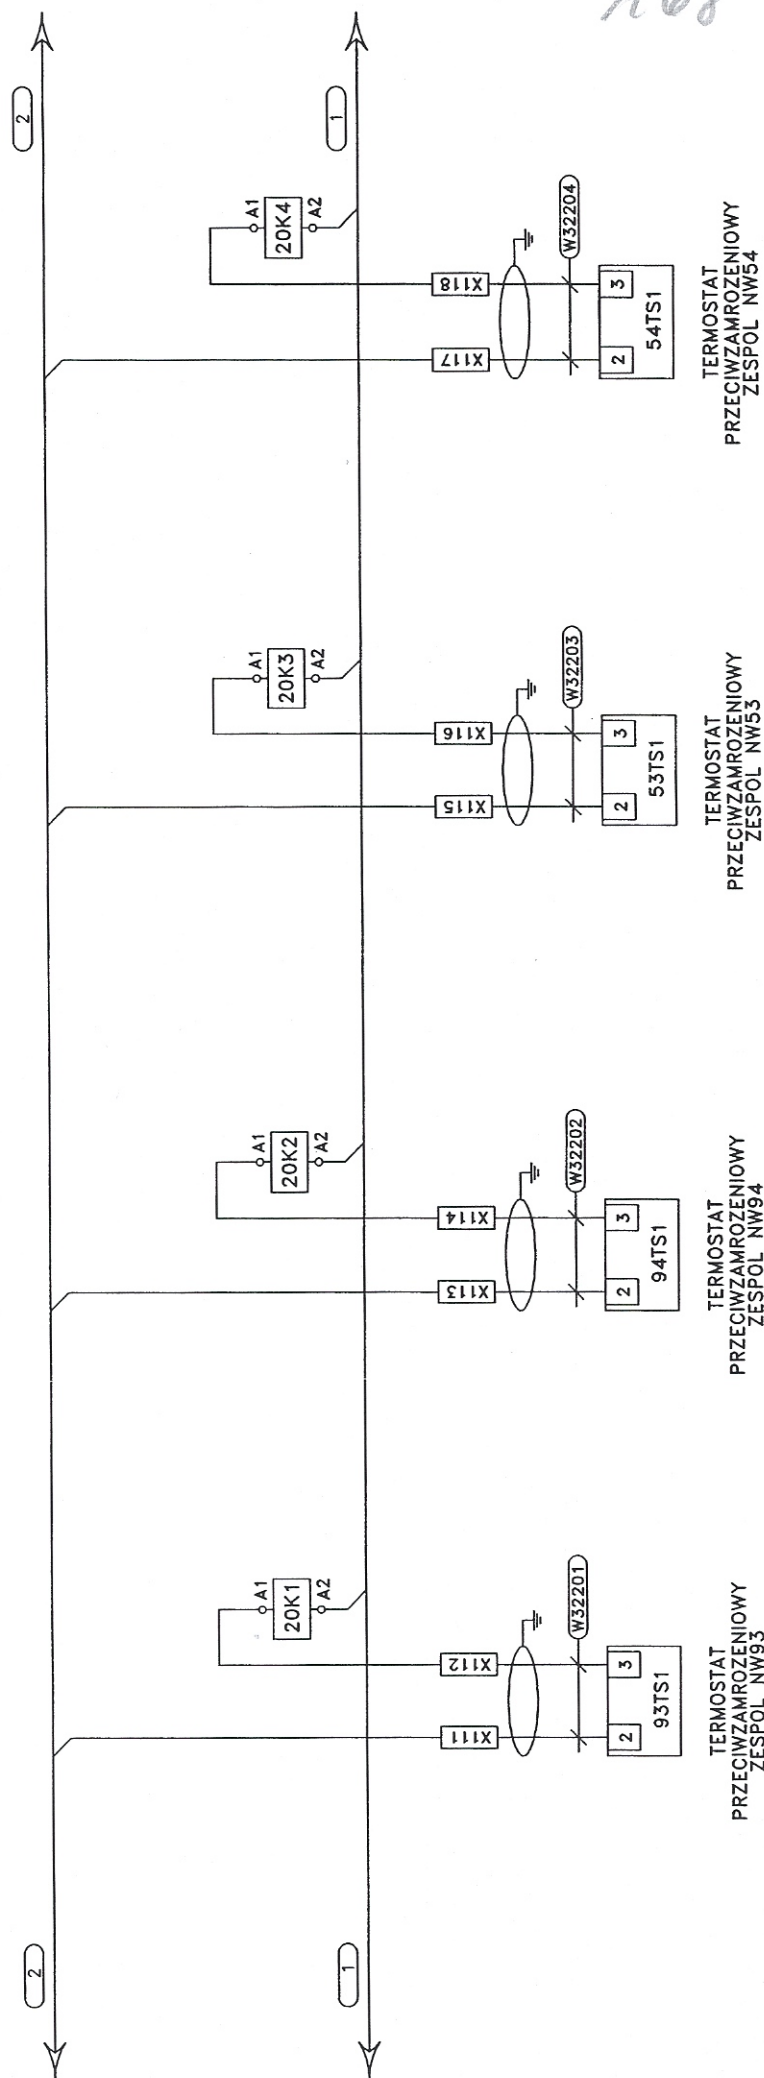 2
2
1
1
A1
20K1
A2
X111
X112
W32201
2
3
93TS1
TERMOSTAT
PRZECIWZAMROZENIOWY
ZESPOL NW93
A1
20K2
A2
X113
X114
W32202
2
3
94TS1
TERMOSTAT
PRZECIWZAMROZENIOWY
ZESPOL NW94
A1
20K3
A2
X115
X116
W32203
2
3
53TS1
TERMOSTAT
PRZECIWZAMROZENIOWY
ZESPOL NW53
A1
20K4
A2
X117
X118
W32204
2
3
54TS1
TERMOSTAT
PRZECIWZAMROZENIOWY
ZESPOL NW54